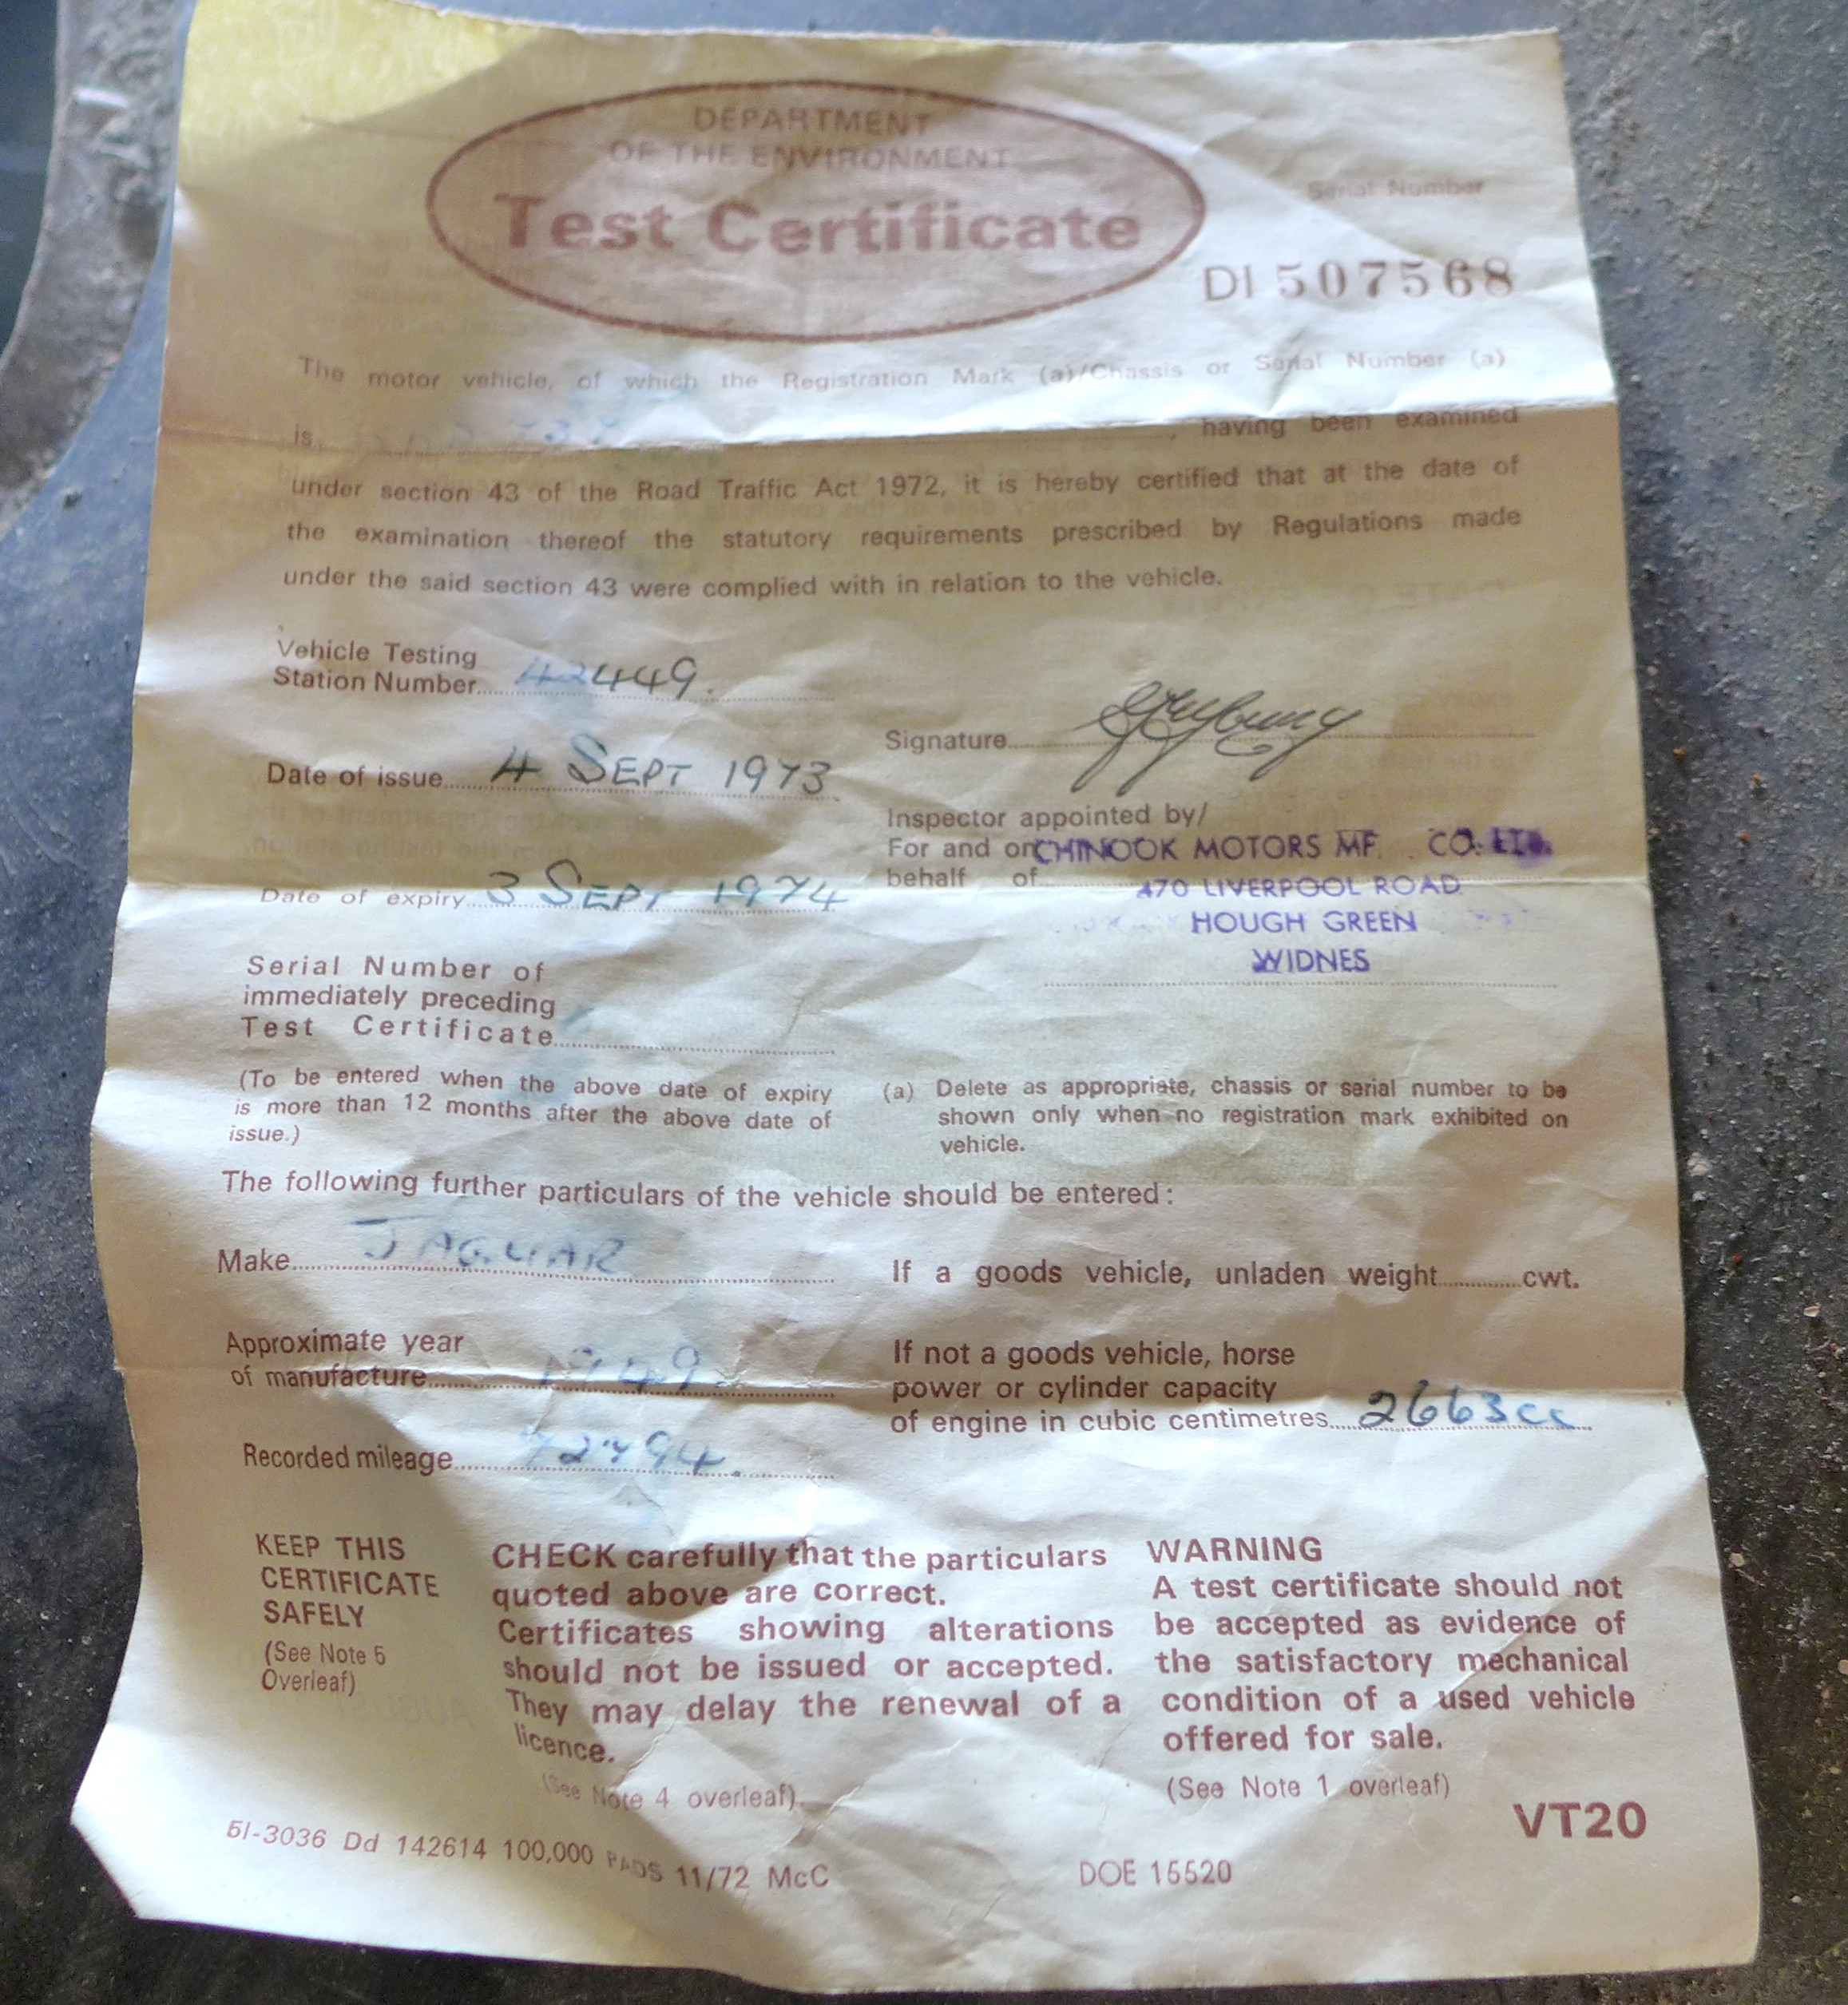 DEPARTMENT
OF THE ENVIRONMENT
Test Certificate
Serial Number
DI 507568
The motor vehicle, of which the Registration Mark (a)/Chassis or Serial Number (a)
is, having been examined
under section 43 of the Road Traffic Act 1972, it is hereby certified that at the date of
the examination thereof the statutory requirements prescribed by Regulations made
under the said section 43 were complied with in relation to the vehicle.
Vehicle Testing
Station Number 42449.
Signature
Date of issue 4 SEPT 1973
Inspector appointed by/
For and on CHINOOK MOTORS MF. CO. LTD.
behalf of
Date of expiry 3 SEPT 1974
470 LIVERPOOL ROAD
HOUGH GREEN
WIDNES
Serial Number of
immediately preceding
Test Certificate
(To be entered when the above date of expiry
is more than 12 months after the above date of
issue.)
(a) Delete as appropriate, chassis or serial number to be
shown only when no registration mark exhibited on
vehicle.
The following further particulars of the vehicle should be entered:
Make JAGUAR
If a goods vehicle, unladen weight cwt.
Approximate year
of manufacture 1949.
If not a goods vehicle, horse
power or cylinder capacity
of engine in cubic centimetres 2663cc
Recorded mileage
KEEP THIS
CERTIFICATE
SAFELY
(See Note 5
Overleaf)
CHECK carefully that the particulars
quoted above are correct.
Certificates showing alterations
should not be issued or accepted.
They may delay the renewal of a
licence.
(See Note 4 overleaf).
WARNING
A test certificate should not
be accepted as evidence of
the satisfactory mechanical
condition of a used vehicle
offered for sale.
(See Note 1 overleaf)
VT20
51-3036 Dd 142614 100,000 PADS 11/72 McC
DOE 15520